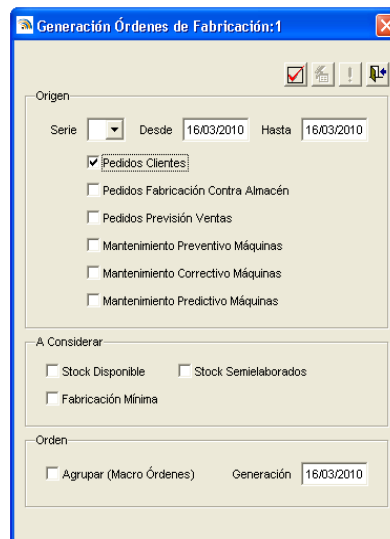 Generación Órdenes de Fabricación:1
Origen
Serie Desde 16/03/2010 Hasta 16/03/2010
Pedidos Clientes
Pedidos Fabricación Contra Almacén
Pedidos Previsión Ventas
Mantenimiento Preventivo Máquinas
Mantenimiento Correctivo Máquinas
Mantenimiento Predictivo Máquinas
A Considerar
Stock Disponible Stock Semielaborados
Fabricación Mínima
Orden
Agrupar (Macro Órdenes) Generación 16/03/2010